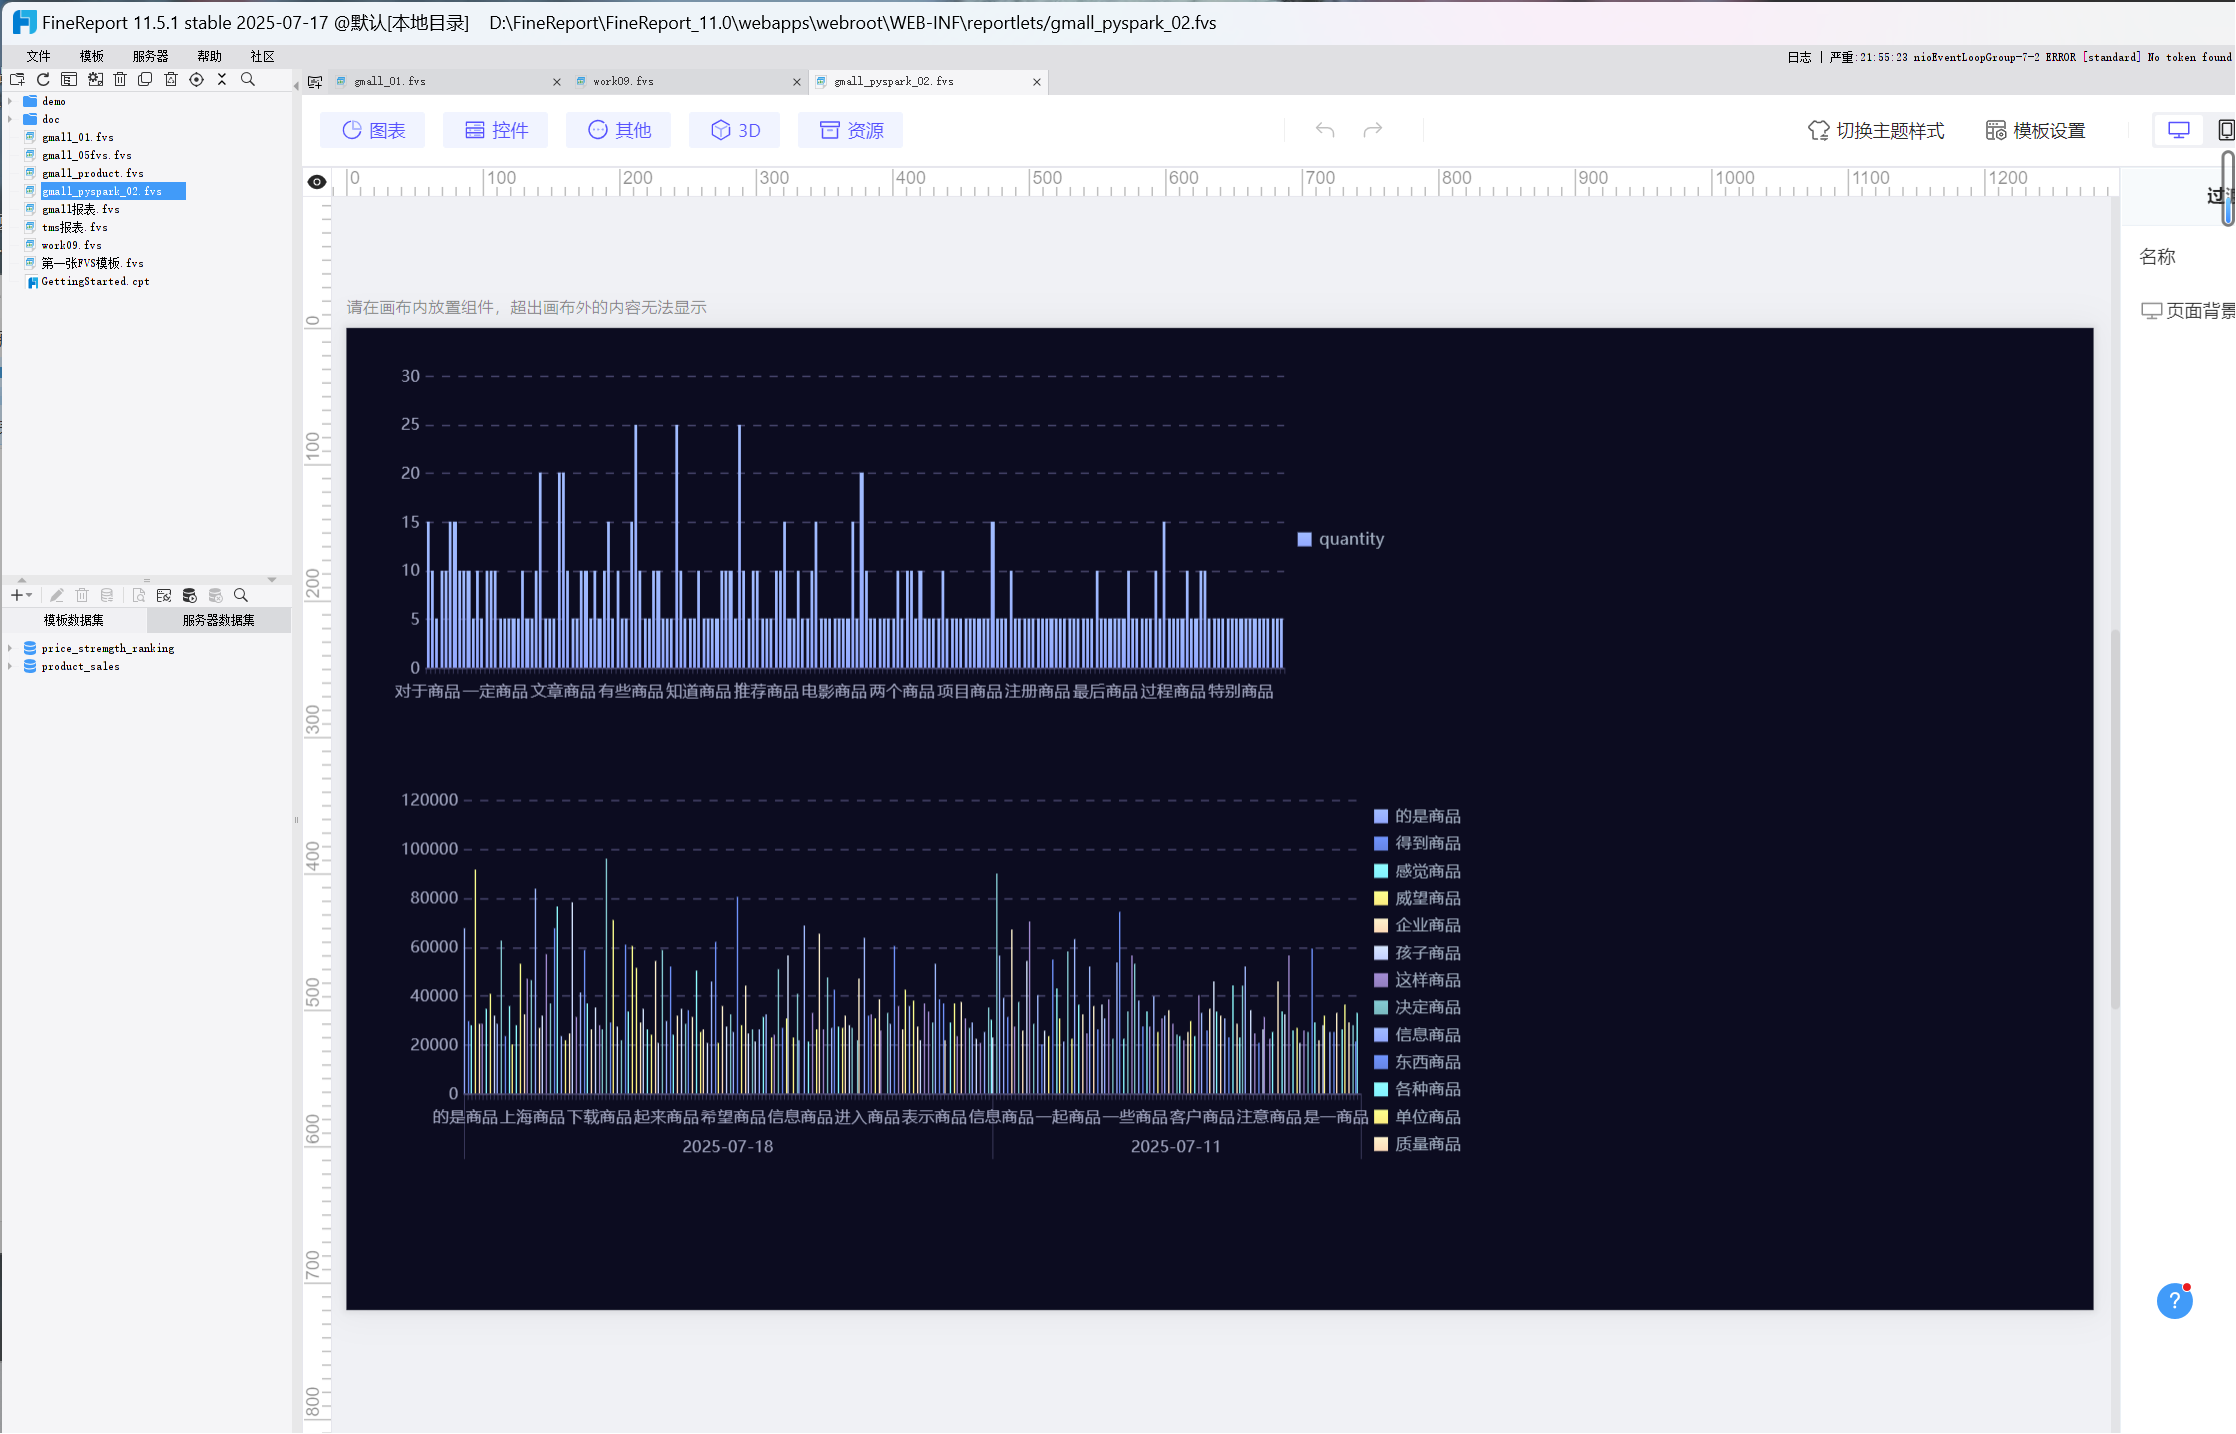 FineReport 11.5.1 stable 2025-07-17 @默认[本地目录] D:\FineReport\FineReport_11.0\webapps\webroot\WEB-INF\reportlets/gmall_pyspark_02.fvs
文件 模板 服务器 帮助 社区
日志 | 严重:21:55:23 nioEventLoopGroup-7-2 ERROR [standard] No token found
gmall_01.fvs
work09.fvs
gmall_pyspark_02.fvs
demo
doc
gmall_01.fvs
gmall_05fvs.fvs
gmall_product.fvs
gmall_pyspark_02.fvs
gmall报表.fvs
tms报表.fvs
work09.fvs
第一张FVS模板.fvs
GettingStarted.cpt
模板数据集 服务器数据集
price_stremgth_ranking
product_sales
图表 控件 其他 3D 资源
切换主题样式 模板设置
0 100 200 300 400 500 600 700 800 900 1000 1100 1200
0
100
200
300
400
500
600
700
800
请在画布内放置组件，超出画布外的内容无法显示
30
25
20
15
10
5
0
对于商品 一定商品 文章商品 有些商品 知道商品 推荐商品 电影商品 两个商品 项目商品 注册商品 最后商品 过程商品 特别商品
quantity
120000
100000
80000
60000
40000
20000
0
的是商品 上海商品 下载商品 起来商品 希望商品 信息商品 进入商品 表示商品 信息商品 一起商品 一些商品 客户商品 注意商品 是一商品
2025-07-18 2025-07-11
的是商品
得到商品
感觉商品
威望商品
企业商品
孩子商品
这样商品
决定商品
信息商品
东西商品
各种商品
单位商品
质量商品
名称
页面背景
?